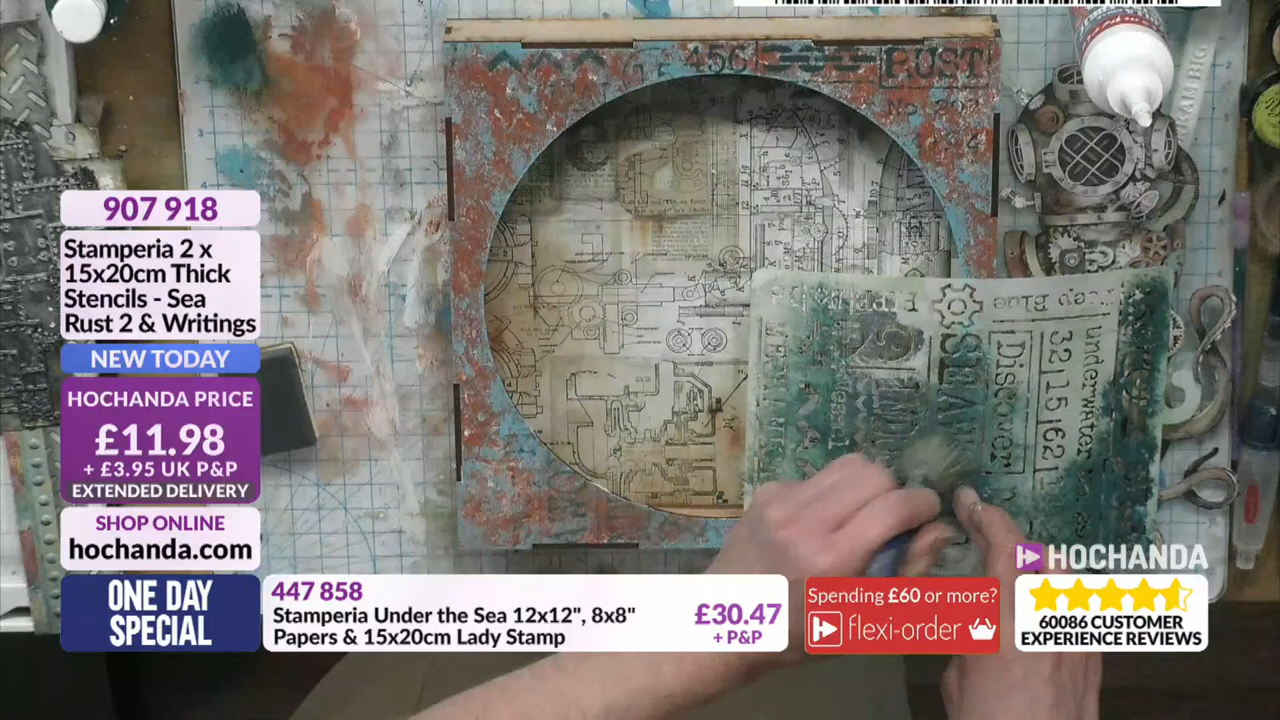 456
RUST
907 918
Stamperia 2 x
15x20cm Thick
Stencils - Sea
Rust 2 & Writings
NEW TODAY
HOCHANDA PRICE
£11.98
+ £3.95 UK P&P
EXTENDED DELIVERY
SHOP ONLINE
hochanda.com
Discover
32|15|62|
underwater
HOCHANDA
ONE DAY
SPECIAL
447 858
Stamperia Under the Sea 12x12", 8x8"
Papers & 15x20cm Lady Stamp
£30.47
+ P&P
Spending £60 or more?
flexi-order
60086 CUSTOMER
EXPERIENCE REVIEWS